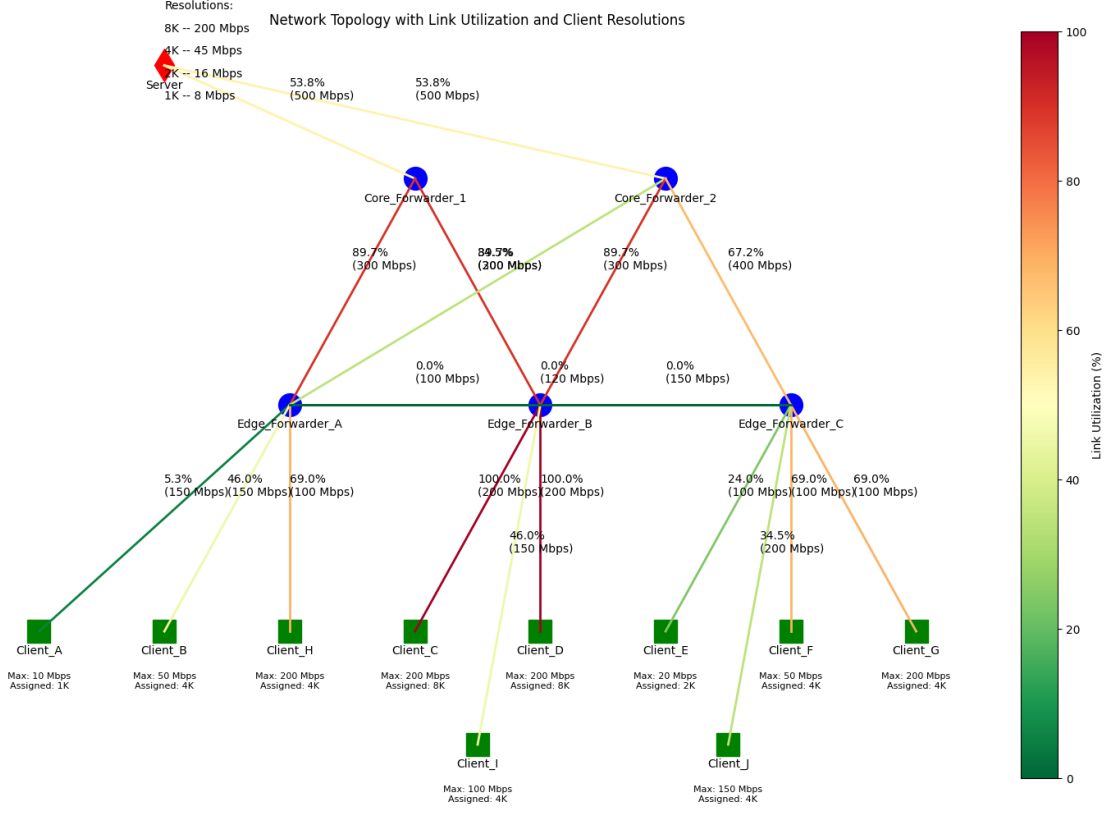 Resolutions:
Network Topology with Link Utilization and Client Resolutions
8K -- 200 Mbps
4K -- 45 Mbps
2K -- 16 Mbps
1K -- 8 Mbps
Server
53.8%
(500 Mbps)
53.8%
(500 Mbps)
Core_Forwarder_1
Core_Forwarder_2
89.7%
(300 Mbps)
89.7%
(300 Mbps)
67.2%
(400 Mbps)
0.0%
(100 Mbps)
0.0%
(120 Mbps)
0.0%
(150 Mbps)
Edge_Forwarder_A
Edge_Forwarder_B
Edge_Forwarder_C
5.3%
(150 Mbps)
46.0%
(150 Mbps)
69.0%
(100 Mbps)
100.0%
(200 Mbps)
100.0%
(200 Mbps)
24.0%
(100 Mbps)
69.0%
(100 Mbps)
69.0%
(100 Mbps)
46.0%
(150 Mbps)
34.5%
(200 Mbps)
Client_A
Max: 10 Mbps
Assigned: 1K
Client_B
Max: 50 Mbps
Assigned: 4K
Client_H
Max: 200 Mbps
Assigned: 4K
Client_C
Max: 200 Mbps
Assigned: 8K
Client_D
Max: 200 Mbps
Assigned: 8K
Client_E
Max: 20 Mbps
Assigned: 2K
Client_F
Max: 50 Mbps
Assigned: 4K
Client_G
Max: 200 Mbps
Assigned: 4K
Client_I
Max: 100 Mbps
Assigned: 4K
Client_J
Max: 150 Mbps
Assigned: 4K
100
80
60
40
20
0
Link Utilization (%)